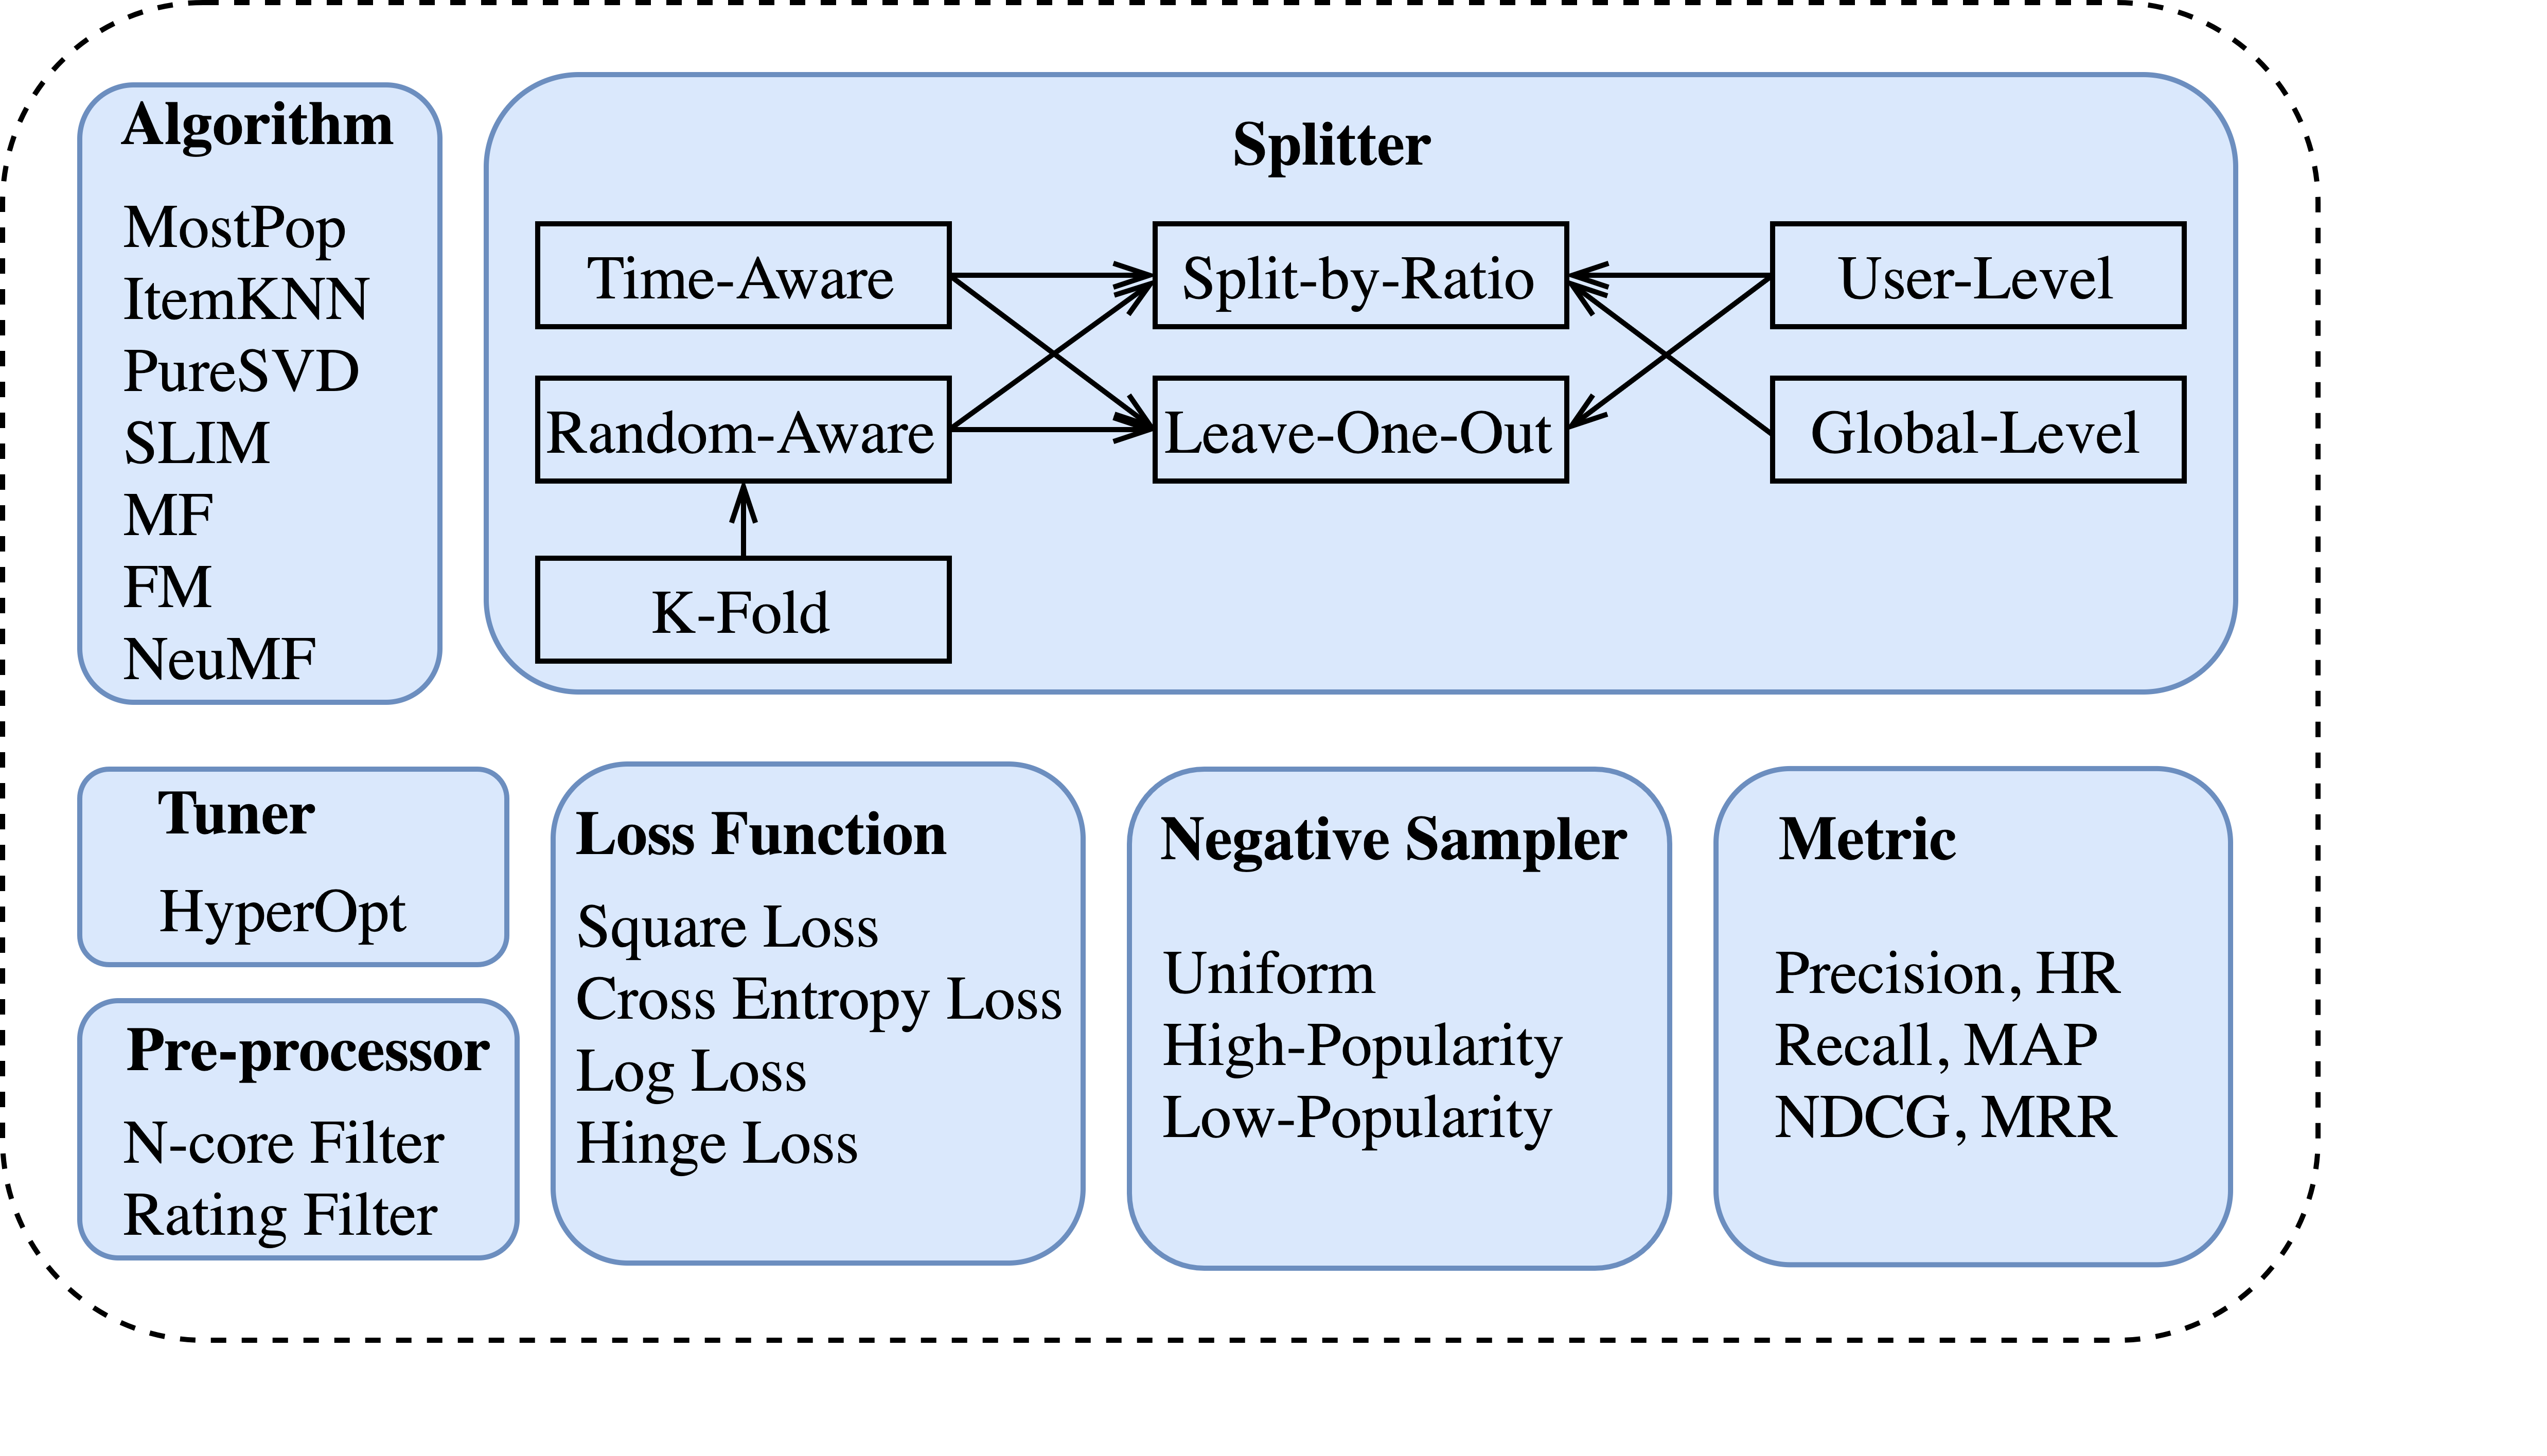 Algorithm
MostPop
ItemKNN
PureSVD
SLIM
MF
FM
NeuMF
Splitter
Time-Aware
Split-by-Ratio
User-Level
Random-Aware
Leave-One-Out
Global-Level
K-Fold
Tuner
HyperOpt
Pre-processor
N-core Filter
Rating Filter
Loss Function
Square Loss
Cross Entropy Loss
Log Loss
Hinge Loss
Negative Sampler
Uniform
High-Popularity
Low-Popularity
Metric
Precision, HR
Recall, MAP
NDCG, MRR